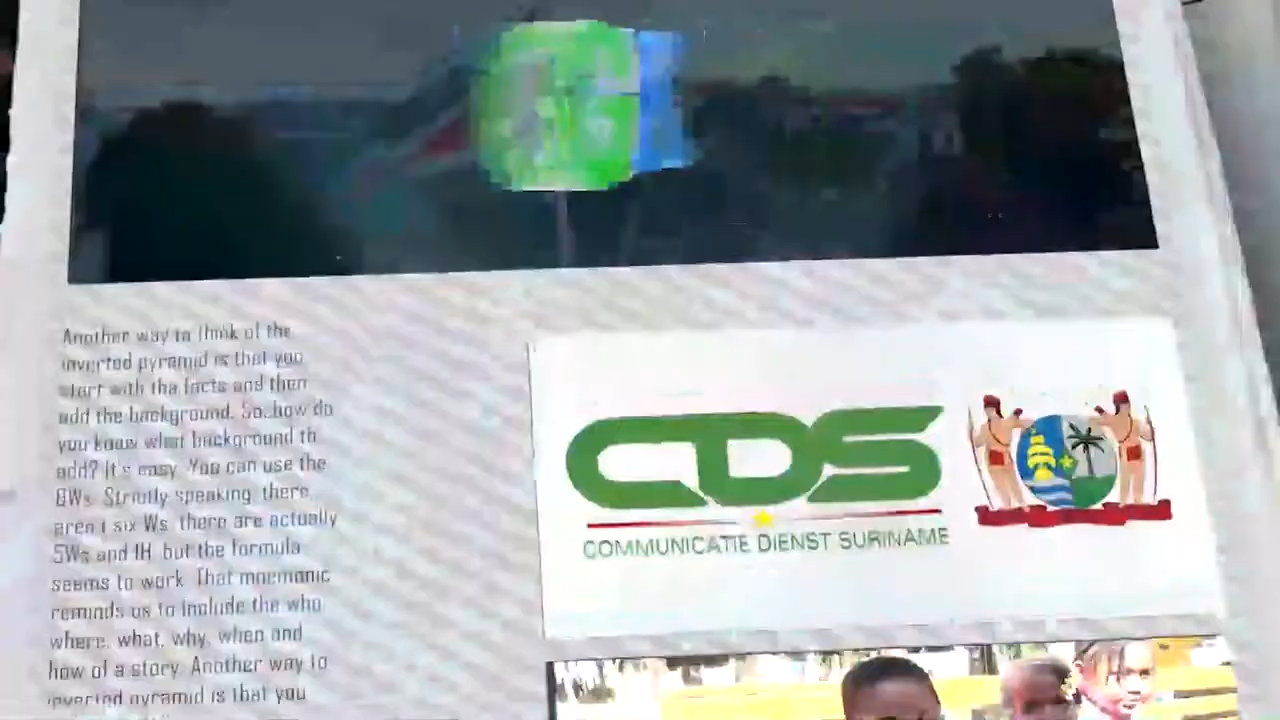 Another way to think of the
inverted pyramid is that you
start with the facts and then
add the background. So, how do
you know what background to
add? It's easy. You can use the
6Ws. Strictly speaking, there
aren't six Ws, there are actually
5Ws and 1H, but the formula
seems to work. That mnemonic
reminds us to include the who
where, what, why, when and
how of a story. Another way to
inverted pyramid is that you
CDS
COMMUNICATIE DIENST SURINAME